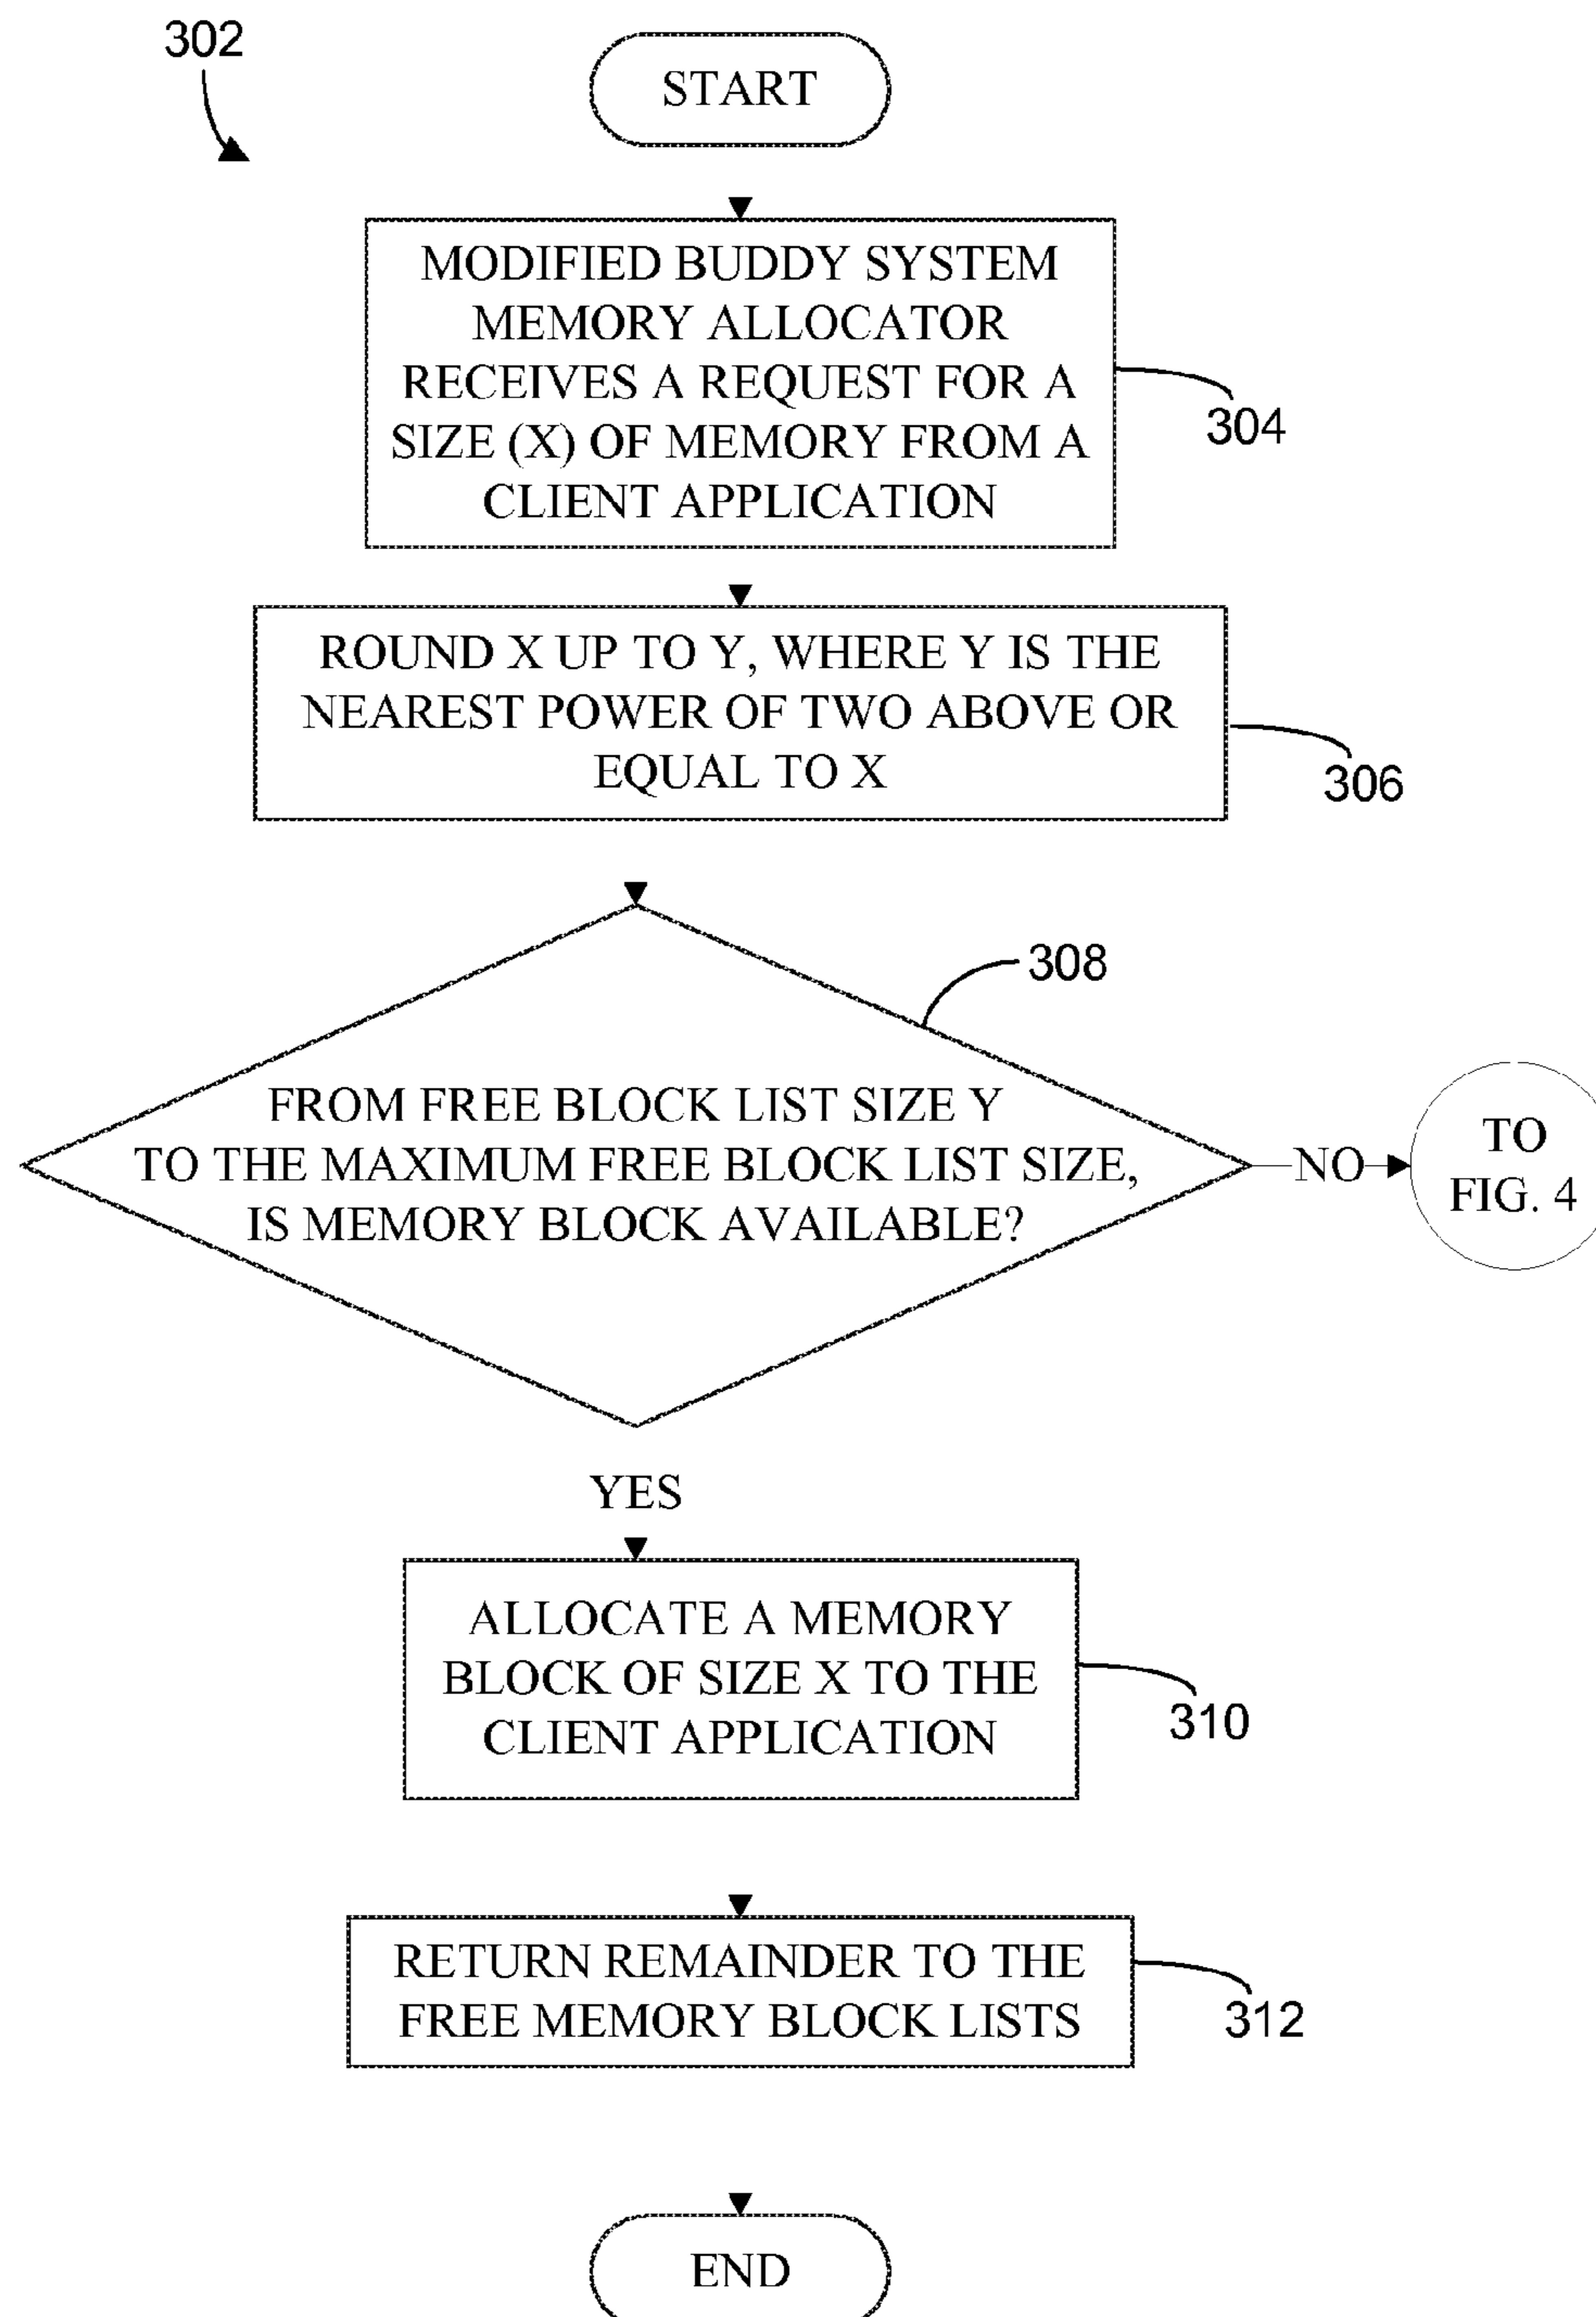 302
START
MODIFIED BUDDY SYSTEM
MEMORY ALLOCATOR
RECEIVES A REQUEST FOR A
SIZE (X) OF MEMORY FROM A
CLIENT APPLICATION
304
ROUND X UP TO Y, WHERE Y IS THE
NEAREST POWER OF TWO ABOVE OR
EQUAL TO X
306
308
FROM FREE BLOCK LIST SIZE Y
TO THE MAXIMUM FREE BLOCK LIST SIZE,
IS MEMORY BLOCK AVAILABLE?
NO
TO
FIG. 4
YES
ALLOCATE A MEMORY
BLOCK OF SIZE X TO THE
CLIENT APPLICATION
310
RETURN REMAINDER TO THE
FREE MEMORY BLOCK LISTS
312
END